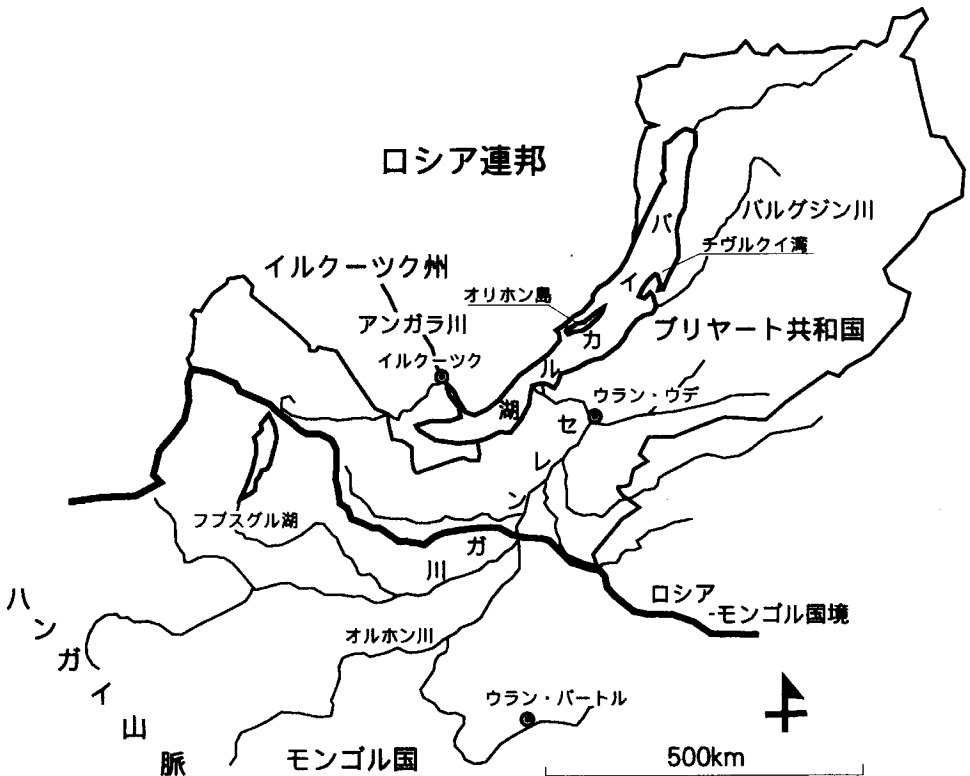 ロシア連邦
バルグジン川
チヴルクイ湾
イルクーツク州
オリホン島
アンガラ川
ブリヤート共和国
イルクーツク
バイカル湖
ウラン・ウデ
セレンガ川
フブスグル湖
ロシア
-モンゴル国境
ハンガイ山脈
オルホン川
ウラン・バートル
モンゴル国
500km